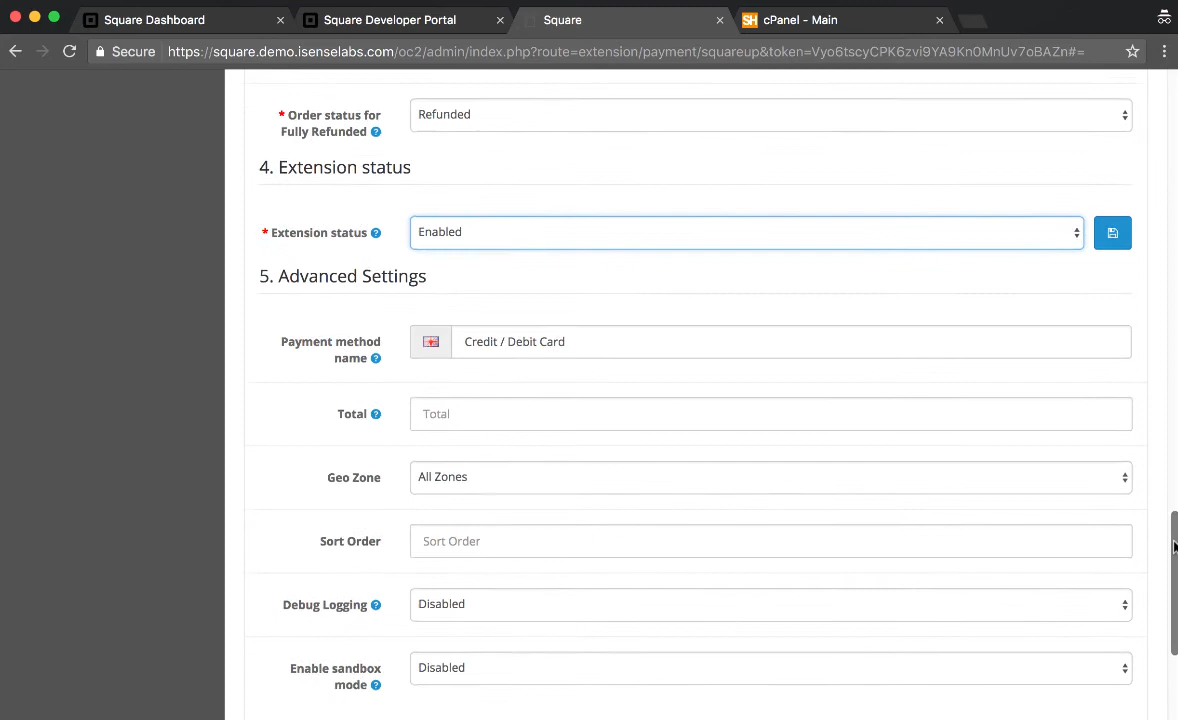 Square Dashboard
Square Developer Portal
Square
SH cPanel - Main
Secure https://square.demo.isenselabs.com/oc2/admin/index.php?route=extension/payment/squareup&token=Vyo6tscyCPK6zvi9YA9Kn0MnUv7oBAZn#=
* Order status for
Fully Refunded ?
Refunded
4. Extension status
* Extension status ?
Enabled
5. Advanced Settings
Payment method
name ?
Credit / Debit Card
Total ?
Total
Geo Zone
All Zones
Sort Order
Sort Order
Debug Logging ?
Disabled
Enable sandbox
mode ?
Disabled